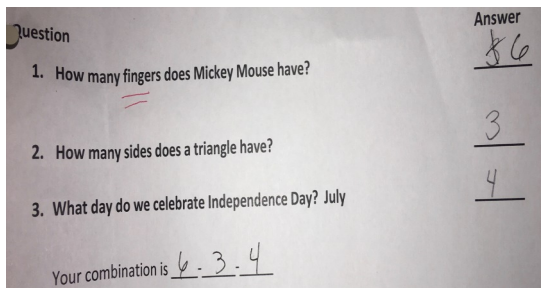 Question
Answer
1. How many fingers does Mickey Mouse have? 6
2. How many sides does a triangle have? 3
3. What day do we celebrate Independence Day? July 4
Your combination is 6 - 3 - 4